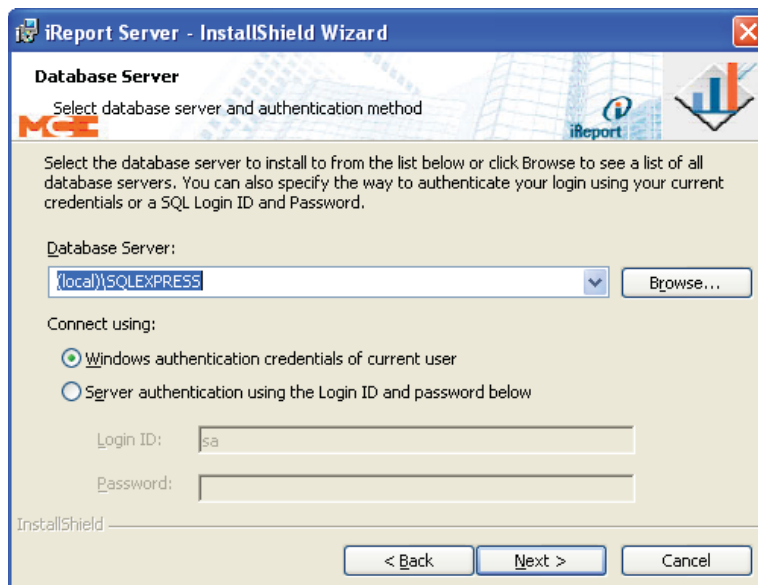 iReport Server - InstallShield Wizard
Database Server
Select database server and authentication method
MCE
iReport
Select the database server to install to from the list below or click Browse to see a list of all
database servers. You can also specify the way to authenticate your login using your current
credentials or a SQL Login ID and Password.
Database Server:
(local)\SQLEXPRESS
Browse...
Connect using:
Windows authentication credentials of current user
Server authentication using the Login ID and password below
Login ID:
sa
Password:
InstallShield
< Back
Next >
Cancel